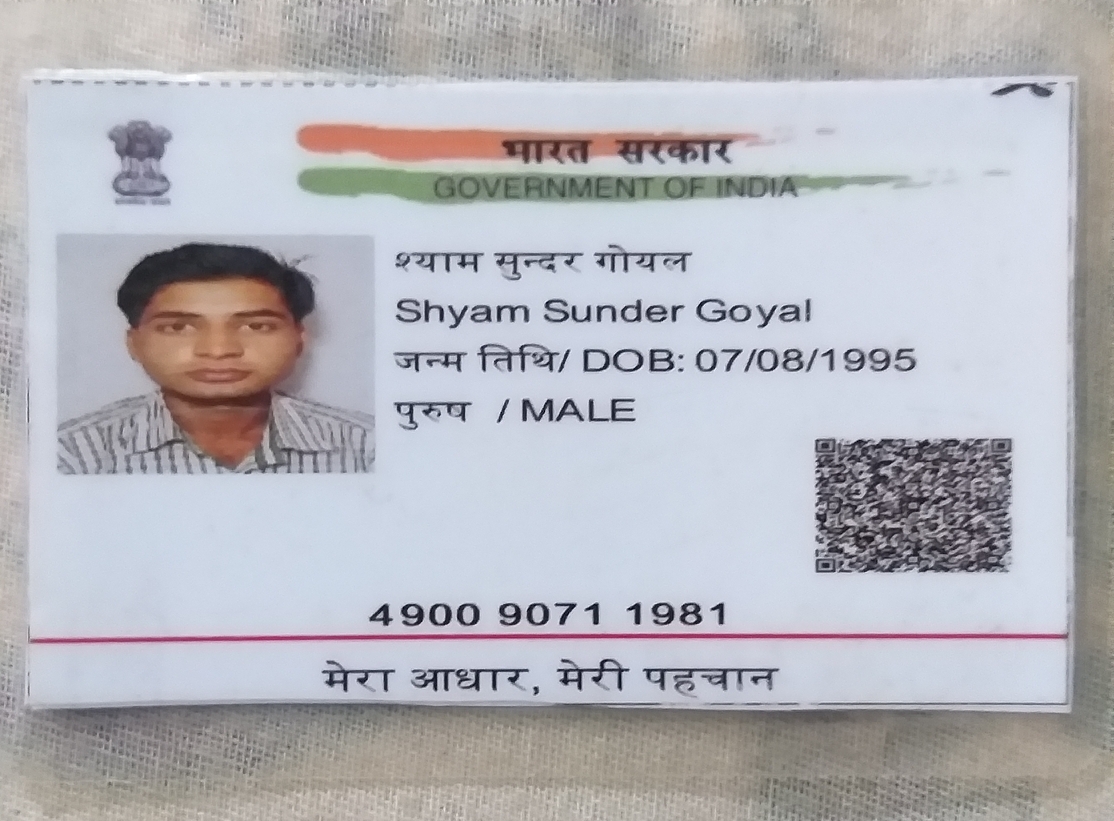 भारत सरकार
GOVERNMENT OF INDIA
श्याम सुन्दर गोयल
Shyam Sunder Goyal
जन्म तिथि/ DOB: 07/08/1995
पुरुष / MALE
4900 9071 1981
मेरा आधार, मेरी पहचान